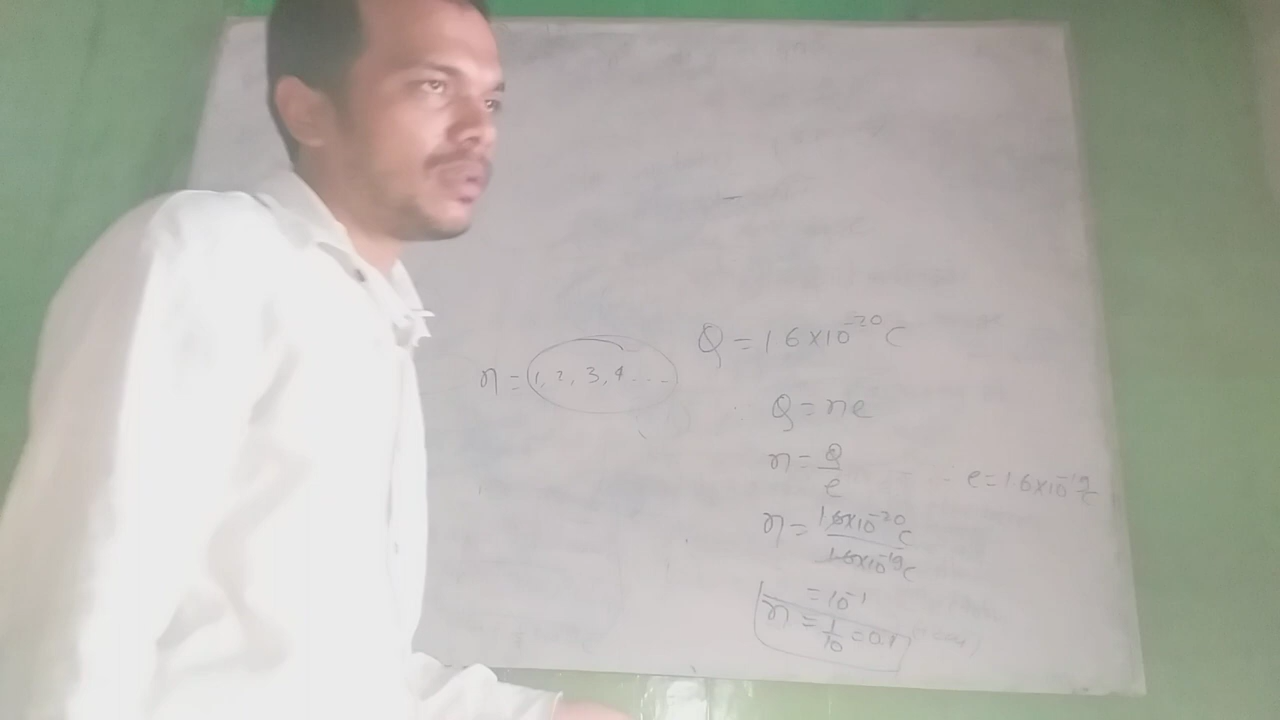 n = 1, 2, 3, 4 . . . .
Q = 1.6×10⁻²⁰ C
Q = ne
n = Q/e
e = 1.6×10⁻¹⁹ C
n = 1.6×10⁻²⁰ C / 1.6×10⁻¹⁹ C
= 10⁻¹
n = 1/10 = 0.1